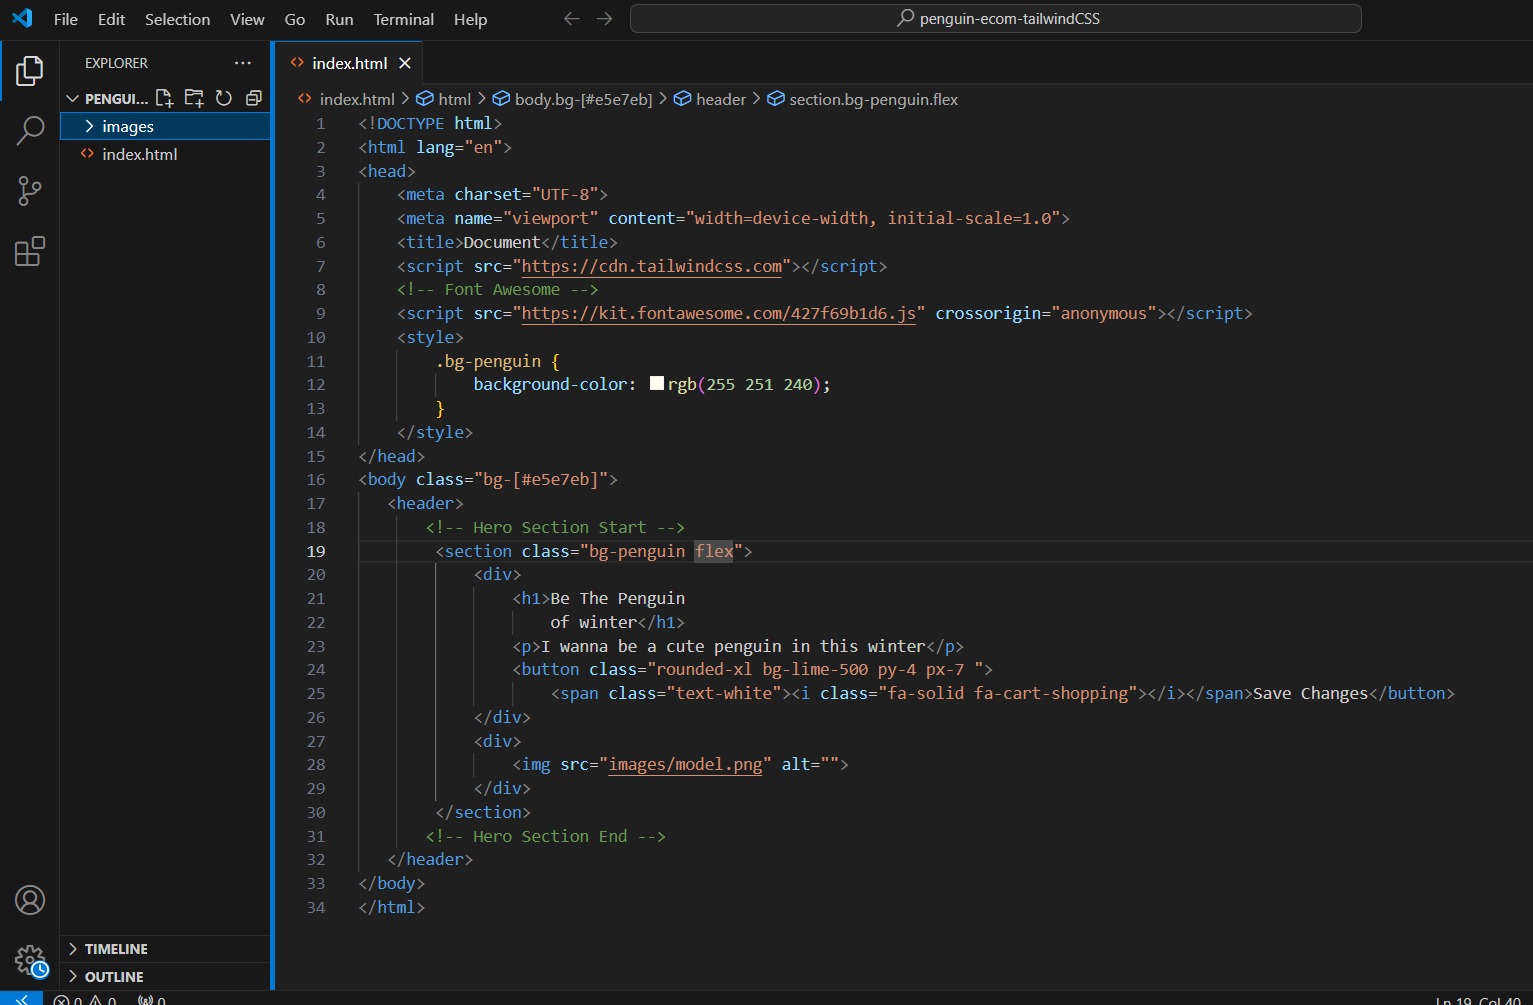 File Edit Selection View Go Run Terminal Help
penguin-ecom-tailwindCSS
EXPLORER
PENGUI...
images
index.html
TIMELINE
OUTLINE
index.html
index.html > html > body.bg-[#e5e7eb] > header > section.bg-penguin.flex
1 <!DOCTYPE html>
2 <html lang="en">
3 <head>
4 <meta charset="UTF-8">
5 <meta name="viewport" content="width=device-width, initial-scale=1.0">
6 <title>Document</title>
7 <script src="https://cdn.tailwindcss.com"></script>
8 <!-- Font Awesome -->
9 <script src="https://kit.fontawesome.com/427f69b1d6.js" crossorigin="anonymous"></script>
10 <style>
11 .bg-penguin {
12 background-color: rgb(255 251 240);
13 }
14 </style>
15 </head>
16 <body class="bg-[#e5e7eb]">
17 <header>
18 <!-- Hero Section Start -->
19 <section class="bg-penguin flex">
20 <div>
21 <h1>Be The Penguin
22 of winter</h1>
23 <p>I wanna be a cute penguin in this winter</p>
24 <button class="rounded-xl bg-lime-500 py-4 px-7 ">
25 <span class="text-white"><i class="fa-solid fa-cart-shopping"></i></span>Save Changes</button>
26 </div>
27 <div>
28 <img src="images/model.png" alt="">
29 </div>
30 </section>
31 <!-- Hero Section End -->
32 </header>
33 </body>
34 </html>
0 0 0
Ln 19, Col 40